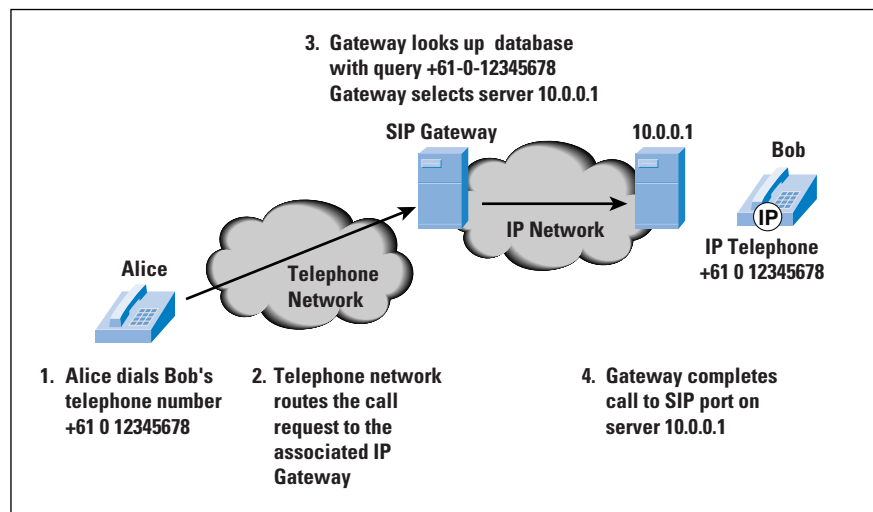 3. Gateway looks up database
with query +61-0-12345678
Gateway selects server 10.0.0.1
SIP Gateway
10.0.0.1
Bob
IP
IP Network
IP Telephone
+61 0 12345678
Alice
Telephone
Network
1. Alice dials Bob's
telephone number
+61 0 12345678
2. Telephone network
routes the call
request to the
associated IP
Gateway
4. Gateway completes
call to SIP port on
server 10.0.0.1